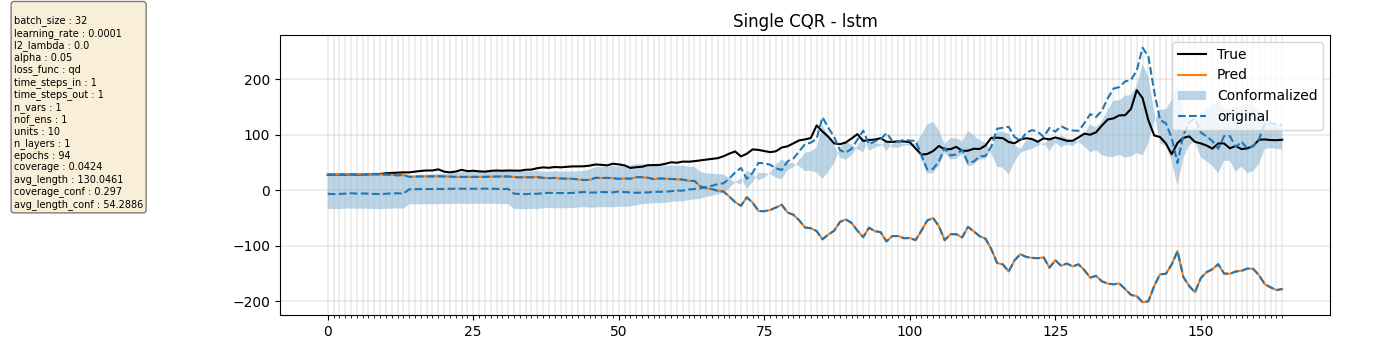 batch_size : 32
learning_rate : 0.0001
l2_lambda : 0.0
alpha : 0.05
loss_func : qd
time_steps_in : 1
time_steps_out : 1
n_vars : 1
nof_ens : 1
units : 10
n_layers : 1
epochs : 94
coverage : 0.0424
avg_length : 130.0461
coverage_conf : 0.297
avg_length_conf : 54.2886
Single CQR - lstm
True
Pred
Conformalized
original
200
100
0
−100
−200
0 25 50 75 100 125 150